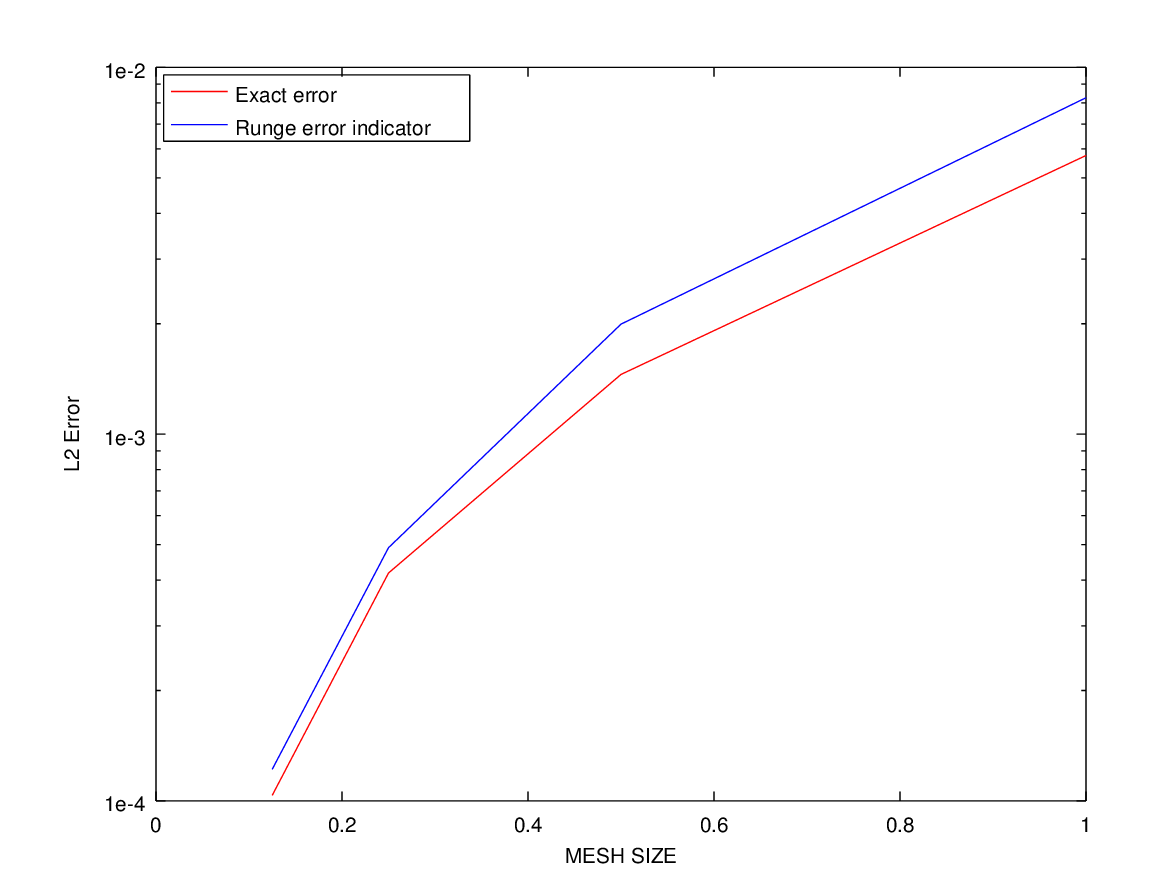 1e-2
Exact error
Runge error indicator
L2 Error
1e-3
1e-4
0 0.2 0.4 0.6 0.8 1
MESH SIZE